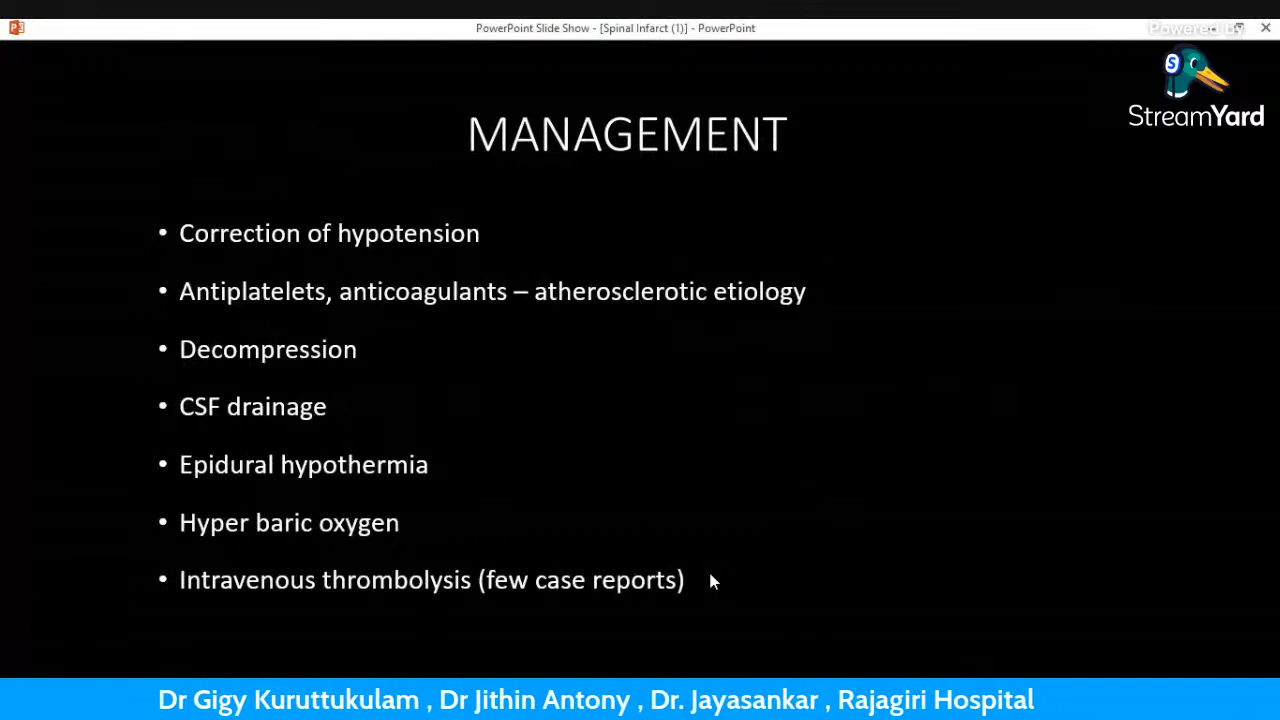 PowerPoint Slide Show - [Spinal Infarct (1)] - PowerPoint
Powered by
S
StreamYard
MANAGEMENT
• Correction of hypotension
• Antiplatelets, anticoagulants – atherosclerotic etiology
• Decompression
• CSF drainage
• Epidural hypothermia
• Hyper baric oxygen
• Intravenous thrombolysis (few case reports)
Dr Gigy Kuruttukulam , Dr Jithin Antony , Dr. Jayasankar , Rajagiri Hospital